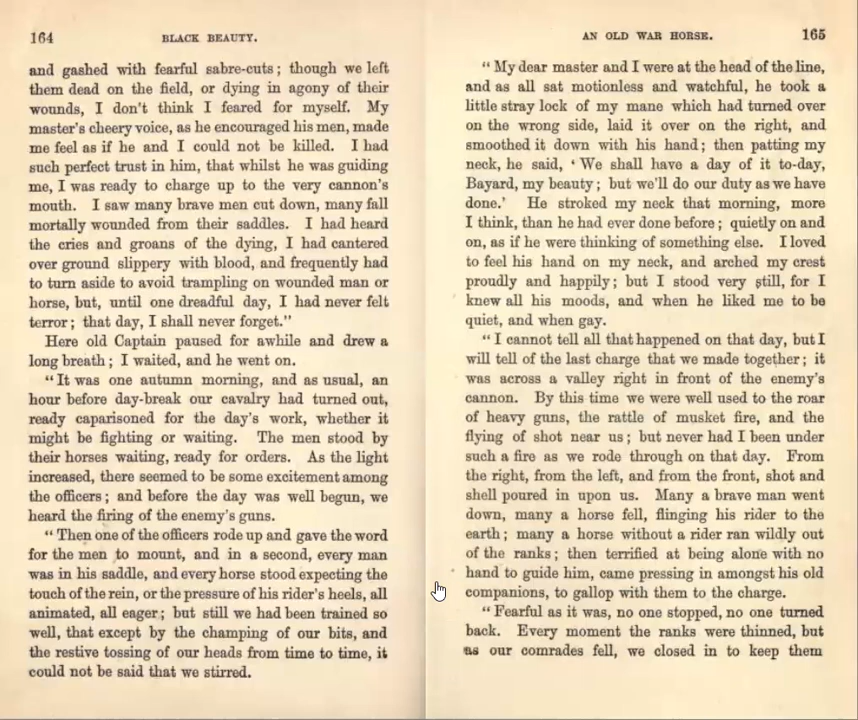 164 BLACK BEAUTY.
and gashed with fearful sabre-cuts; though we left
them dead on the field, or dying in agony of their
wounds, I don't think I feared for myself. My
master's cheery voice, as he encouraged his men, made
me feel as if he and I could not be killed. I had
such perfect trust in him, that whilst he was guiding
me, I was ready to charge up to the very cannon's
mouth. I saw many brave men cut down, many fall
mortally wounded from their saddles. I had heard
the cries and groans of the dying, I had cantered
over ground slippery with blood, and frequently had
to turn aside to avoid trampling on wounded man or
horse, but, until one dreadful day, I had never felt
terror; that day, I shall never forget."
Here old Captain paused for awhile and drew a
long breath; I waited, and he went on.
"It was one autumn morning, and as usual, an
hour before day-break our cavalry had turned out,
ready caparisoned for the day's work, whether it
might be fighting or waiting. The men stood by
their horses waiting, ready for orders. As the light
increased, there seemed to be some excitement among
the officers; and before the day was well begun, we
heard the firing of the enemy's guns.
"Then one of the officers rode up and gave the word
for the men to mount, and in a second, every man
was in his saddle, and every horse stood expecting the
touch of the rein, or the pressure of his rider's heels, all
animated, all eager; but still we had been trained so
well, that except by the champing of our bits, and
the restive tossing of our heads from time to time, it
could not be said that we stirred.
AN OLD WAR HORSE. 165
"My dear master and I were at the head of the line,
and as all sat motionless and watchful, he took a
little stray lock of my mane which had turned over
on the wrong side, laid it over on the right, and
smoothed it down with his hand; then patting my
neck, he said, 'We shall have a day of it to-day,
Bayard, my beauty; but we'll do our duty as we have
done.' He stroked my neck that morning, more
I think, than he had ever done before; quietly on and
on, as if he were thinking of something else. I loved
to feel his hand on my neck, and arched my crest
proudly and happily; but I stood very still, for I
knew all his moods, and when he liked me to be
quiet, and when gay.
"I cannot tell all that happened on that day, but I
will tell of the last charge that we made together; it
was across a valley right in front of the enemy's
cannon. By this time we were well used to the roar
of heavy guns, the rattle of musket fire, and the
flying of shot near us; but never had I been under
such a fire as we rode through on that day. From
the right, from the left, and from the front, shot and
shell poured in upon us. Many a brave man went
down, many a horse fell, flinging his rider to the
earth; many a horse without a rider ran wildly out
of the ranks; then terrified at being alone with no
hand to guide him, came pressing in amongst his old
companions, to gallop with them to the charge.
"Fearful as it was, no one stopped, no one turned
back. Every moment the ranks were thinned, but
as our comrades fell, we closed in to keep them